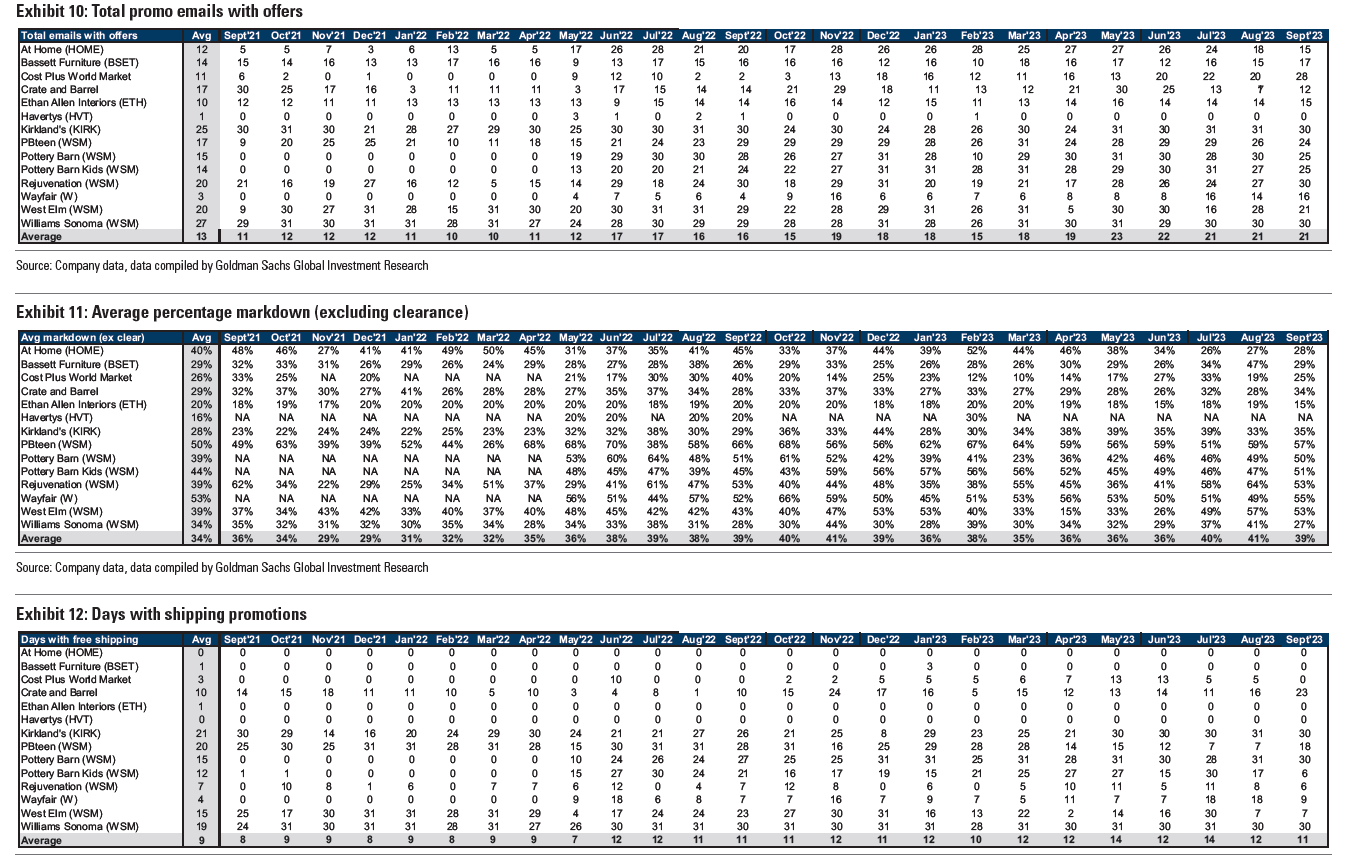 Exhibit 10: Total promo emails with offers
Total emails with offers Avg Sept'21 Oct'21 Nov'21 Dec'21 Jan'22 Feb'22 Mar'22 Apr'22 May'22 Jun'22 Jul'22 Aug'22 Sept'22 Oct'22 Nov'22 Dec'22 Jan'23 Feb'23 Mar'23 Apr'23 May'23 Jun'23 Jul'23 Aug'23 Sept'23
At Home (HOME) 12 5 5 7 3 6 13 5 5 17 26 28 21 20 17 28 26 26 28 25 27 27 26 24 18 15
Bassett Furniture (BSET) 14 15 14 16 13 13 17 16 16 9 13 17 15 16 16 16 12 16 10 18 16 17 12 16 15 17
Cost Plus World Market 11 6 2 0 1 0 0 0 0 9 12 10 2 2 3 13 18 16 12 11 16 13 20 22 20 28
Crate and Barrel 17 30 25 17 16 3 11 11 11 3 17 15 14 14 21 29 18 11 13 12 21 30 25 13 7 12
Ethan Allen Interiors (ETH) 10 12 12 11 11 13 13 13 13 13 9 15 14 14 16 14 12 15 11 13 14 16 14 14 14 15
Havertys (HVT) 1 0 0 0 0 0 0 0 0 3 1 0 2 1 0 0 0 0 1 0 0 0 0 0 0 0
Kirkland's (KIRK) 25 30 31 30 21 28 27 29 30 25 30 30 31 30 24 30 24 28 26 30 24 31 30 31 31 30
PBteen (WSM) 17 9 20 25 25 21 10 11 18 15 21 24 23 29 29 29 29 28 26 31 24 28 29 29 26 24
Pottery Barn (WSM) 15 0 0 0 0 0 0 0 0 19 29 30 30 28 26 27 31 28 10 29 30 31 30 28 30 25
Pottery Barn Kids (WSM) 14 0 0 0 0 0 0 0 0 13 20 20 21 24 22 27 31 31 28 31 28 29 30 31 27 25
Rejuvenation (WSM) 20 21 16 19 27 16 12 5 15 14 29 18 24 30 18 29 31 20 19 21 17 28 26 24 27 30
Wayfair (W) 3 0 0 0 0 0 0 0 0 4 7 5 6 4 9 16 6 6 7 6 8 8 8 16 14 16
West Elm (WSM) 20 9 30 27 31 28 15 31 30 20 30 31 31 29 22 28 29 31 26 31 5 30 30 16 28 21
Williams Sonoma (WSM) 27 29 31 30 31 31 28 31 27 24 28 30 29 29 28 28 31 28 26 31 30 31 29 30 30 30
Average 13 11 12 12 12 11 10 10 11 12 17 17 16 16 15 19 18 18 15 18 19 23 22 21 21 21
Source: Company data, data compiled by Goldman Sachs Global Investment Research
Exhibit 11: Average percentage markdown (excluding clearance)
Avg markdown (ex clear) Avg Sept'21 Oct'21 Nov'21 Dec'21 Jan'22 Feb'22 Mar'22 Apr'22 May'22 Jun'22 Jul'22 Aug'22 Sept'22 Oct'22 Nov'22 Dec'22 Jan'23 Feb'23 Mar'23 Apr'23 May'23 Jun'23 Jul'23 Aug'23 Sept'23
At Home (HOME) 40% 48% 46% 27% 41% 41% 49% 50% 45% 31% 37% 35% 41% 45% 33% 37% 44% 39% 52% 44% 46% 38% 34% 26% 27% 28%
Bassett Furniture (BSET) 29% 32% 33% 31% 26% 29% 26% 24% 29% 28% 27% 28% 38% 26% 29% 33% 25% 26% 28% 26% 30% 29% 26% 34% 47% 29%
Cost Plus World Market 26% 33% 25% NA 20% NA NA NA NA 21% 17% 30% 30% 40% 20% 14% 25% 23% 12% 10% 14% 17% 27% 33% 19% 25%
Crate and Barrel 29% 32% 37% 30% 27% 41% 26% 28% 28% 27% 35% 37% 34% 28% 33% 37% 33% 27% 33% 27% 29% 28% 26% 32% 28% 34%
Ethan Allen Interiors (ETH) 20% 18% 19% 17% 20% 20% 20% 20% 20% 20% 20% 18% 19% 20% 20% 20% 18% 18% 20% 20% 19% 18% 15% 18% 19% 15%
Havertys (HVT) 16% NA NA NA NA NA NA NA NA 20% 20% NA 20% 20% NA NA NA NA 30% NA NA NA NA NA NA NA
Kirkland's (KIRK) 28% 23% 22% 24% 24% 22% 25% 23% 23% 32% 32% 38% 30% 29% 36% 33% 44% 28% 30% 34% 38% 39% 35% 39% 33% 35%
PBteen (WSM) 50% 49% 63% 39% 39% 52% 44% 26% 68% 68% 70% 38% 58% 66% 68% 56% 56% 62% 67% 64% 59% 56% 59% 51% 59% 57%
Pottery Barn (WSM) 39% NA NA NA NA NA NA NA NA 53% 60% 64% 48% 51% 61% 52% 42% 39% 41% 23% 36% 42% 46% 46% 49% 50%
Pottery Barn Kids (WSM) 44% NA NA NA NA NA NA NA NA 48% 45% 47% 39% 45% 43% 59% 56% 57% 56% 56% 52% 45% 49% 46% 47% 51%
Rejuvenation (WSM) 39% 62% 34% 22% 29% 25% 34% 51% 37% 29% 41% 61% 47% 53% 40% 44% 48% 35% 38% 55% 45% 36% 41% 58% 64% 53%
Wayfair (W) 53% NA NA NA NA NA NA NA NA 56% 51% 44% 57% 52% 66% 59% 50% 45% 51% 53% 56% 53% 50% 51% 49% 55%
West Elm (WSM) 39% 37% 34% 43% 42% 33% 40% 37% 40% 48% 45% 42% 42% 43% 40% 47% 53% 53% 40% 33% 15% 33% 26% 49% 57% 53%
Williams Sonoma (WSM) 34% 35% 32% 31% 32% 30% 35% 34% 28% 34% 33% 38% 31% 28% 30% 44% 30% 28% 39% 30% 34% 32% 29% 37% 41% 27%
Average 34% 36% 34% 29% 29% 31% 32% 32% 35% 36% 38% 39% 38% 39% 40% 41% 39% 36% 38% 35% 36% 36% 36% 40% 41% 39%
Source: Company data, data compiled by Goldman Sachs Global Investment Research
Exhibit 12: Days with shipping promotions
Days with free shipping Avg Sept'21 Oct'21 Nov'21 Dec'21 Jan'22 Feb'22 Mar'22 Apr'22 May'22 Jun'22 Jul'22 Aug'22 Sept'22 Oct'22 Nov'22 Dec'22 Jan'23 Feb'23 Mar'23 Apr'23 May'23 Jun'23 Jul'23 Aug'23 Sept'23
At Home (HOME) 0 0 0 0 0 0 0 0 0 0 0 0 0 0 0 0 0 0 0 0 0 0 0 0 0 0
Bassett Furniture (BSET) 1 0 0 0 0 0 0 0 0 0 0 0 0 0 0 0 0 3 0 0 0 0 0 0 0 0
Cost Plus World Market 3 0 0 0 0 0 0 0 0 0 10 0 0 0 2 2 5 5 5 6 7 13 13 5 5 0
Crate and Barrel 10 14 15 18 11 11 10 5 10 3 4 8 1 10 15 24 17 16 5 15 12 13 14 11 16 23
Ethan Allen Interiors (ETH) 1 0 0 0 0 0 0 0 0 0 0 0 0 0 0 0 0 0 0 0 0 0 0 0 0 0
Havertys (HVT) 0 0 0 0 0 0 0 0 0 0 0 0 0 0 0 0 0 0 0 0 0 0 0 0 0 0
Kirkland's (KIRK) 21 30 29 14 16 20 24 29 30 24 21 21 27 26 21 25 8 29 23 25 21 30 30 30 31 30
PBteen (WSM) 20 25 30 25 31 31 28 31 28 15 30 31 31 28 31 16 25 29 28 28 14 15 12 7 7 18
Pottery Barn (WSM) 15 0 0 0 0 0 0 0 0 10 24 26 24 27 25 25 31 31 25 31 28 31 30 28 31 30
Pottery Barn Kids (WSM) 12 1 1 0 0 0 0 0 0 15 27 30 24 21 16 17 19 15 21 25 27 27 15 30 17 6
Rejuvenation (WSM) 7 0 10 8 1 6 0 7 7 6 12 0 4 7 12 8 0 6 0 5 10 11 5 11 8 6
Wayfair (W) 4 0 0 0 0 0 0 0 0 9 18 6 8 7 7 16 7 9 7 5 11 7 7 18 18 9
West Elm (WSM) 15 25 17 30 31 31 28 31 29 4 17 24 24 23 27 30 31 16 13 22 2 14 16 30 7 7
Williams Sonoma (WSM) 19 24 31 30 31 31 28 31 27 26 30 31 31 30 31 30 31 31 28 31 30 31 30 31 30 30
Average 9 8 9 9 8 9 8 9 9 7 12 12 11 11 11 12 11 12 10 12 12 14 12 14 12 11